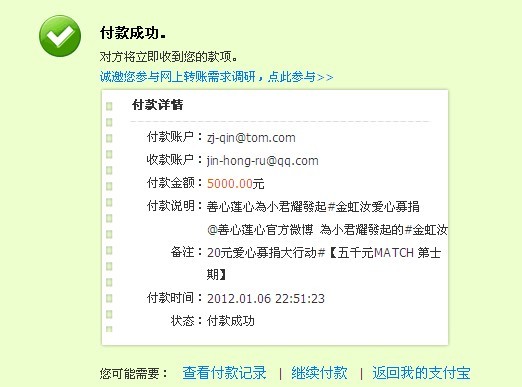 付款成功。
对方将立即收到您的款项。
诚邀您参与网上转账需求调研，点此参与>>
付款详情
付款账户：zj-qin@tom.com
收款账户：jin-hong-ru@qq.com
付款金额：5000.00元
付款说明：善心莲心為小君耀發起#金虹汝爱心募捐
@善心莲心官方微博 為小君耀發起的#金虹汝
备注：20元爱心募捐大行动#【五千元MATCH 第士
期】
付款时间：2012.01.06 22:51:23
状态：付款成功
您可能需要： 查看付款记录 | 继续付款 | 返回我的支付宝